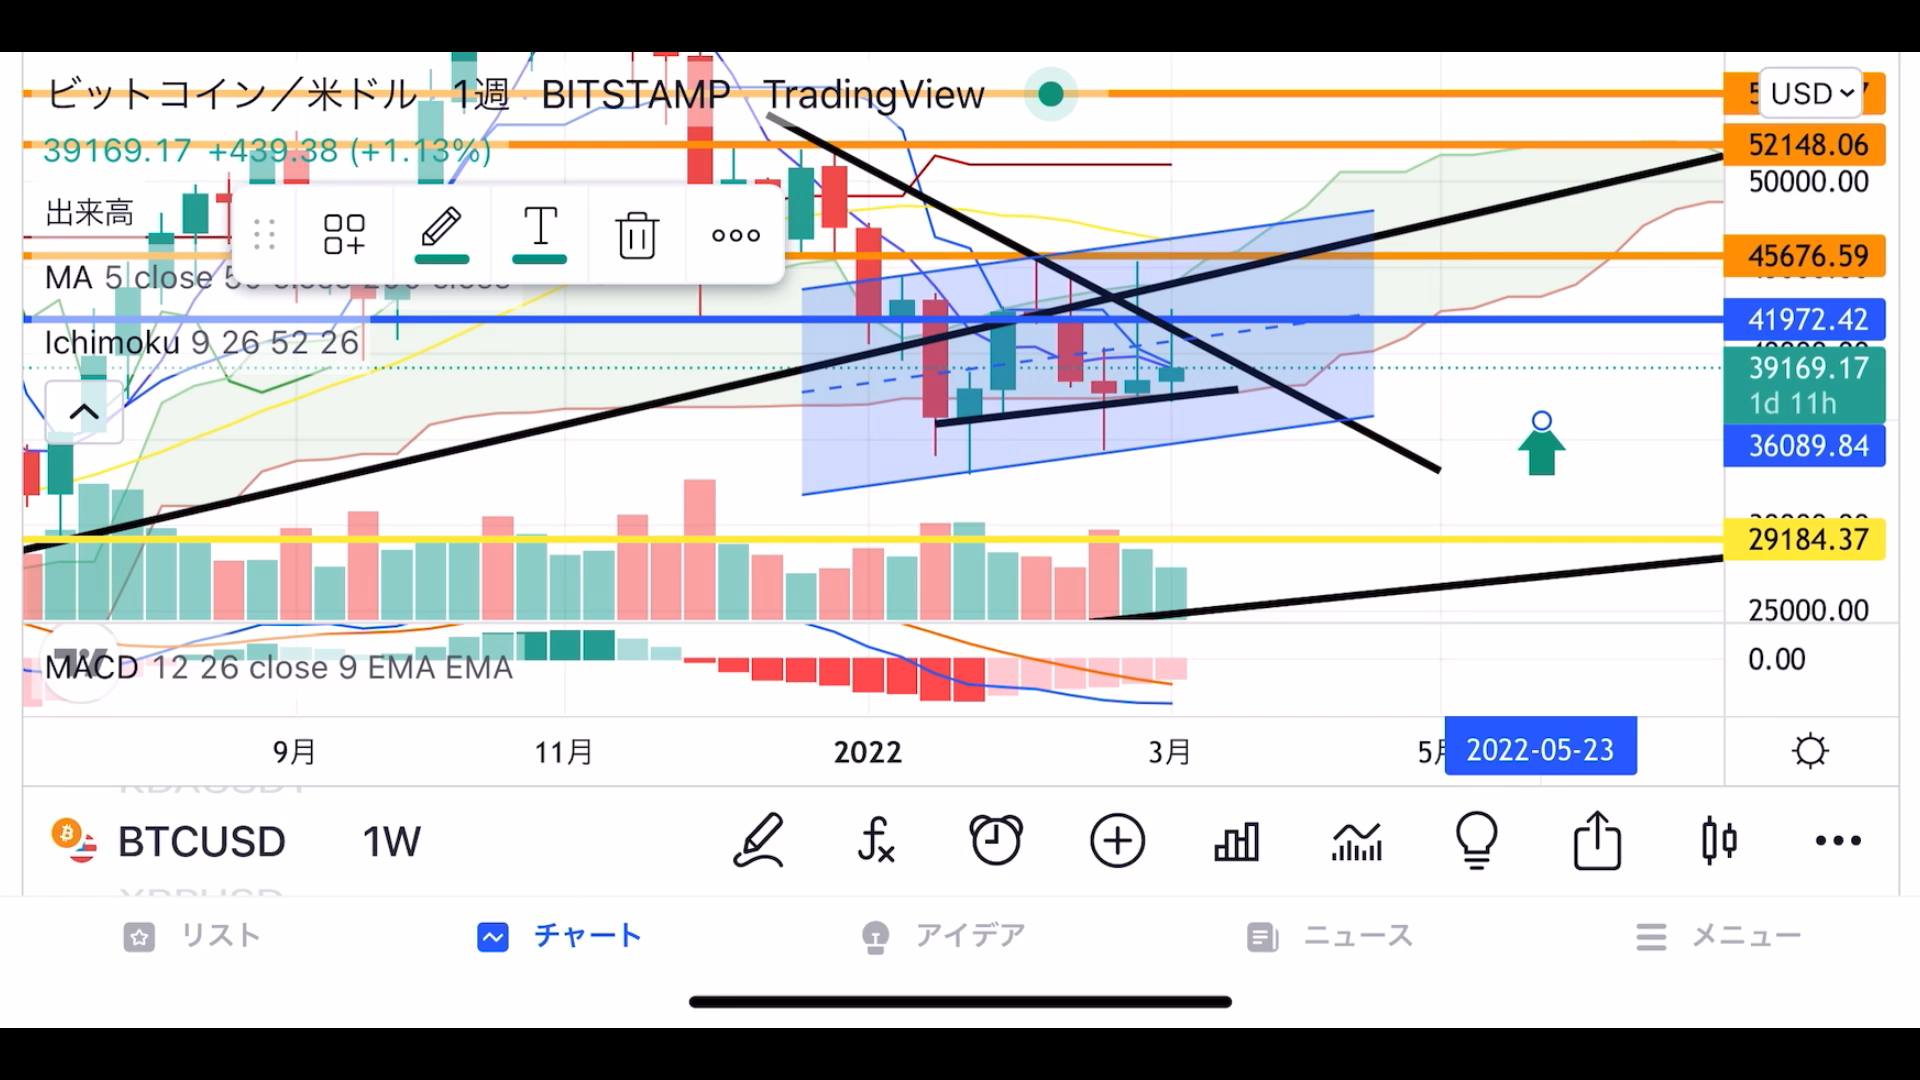 ビットコイン／米ドル · 1週 · BITSTAMP TradingView
USD
39169.17 +439.38 (+1.13%)
52148.06
50000.00
出来高
T
45676.59
MA 5 close
Ichimoku 9 26 52 26
41972.42
39169.17
1d 11h
36089.84
29184.37
25000.00
MACD 12 26 close 9 EMA EMA
0.00
9月
11月
2022
3月
2022-05-23
BTCUSD
1W
リスト
チャート
アイデア
ニュース
メニュー